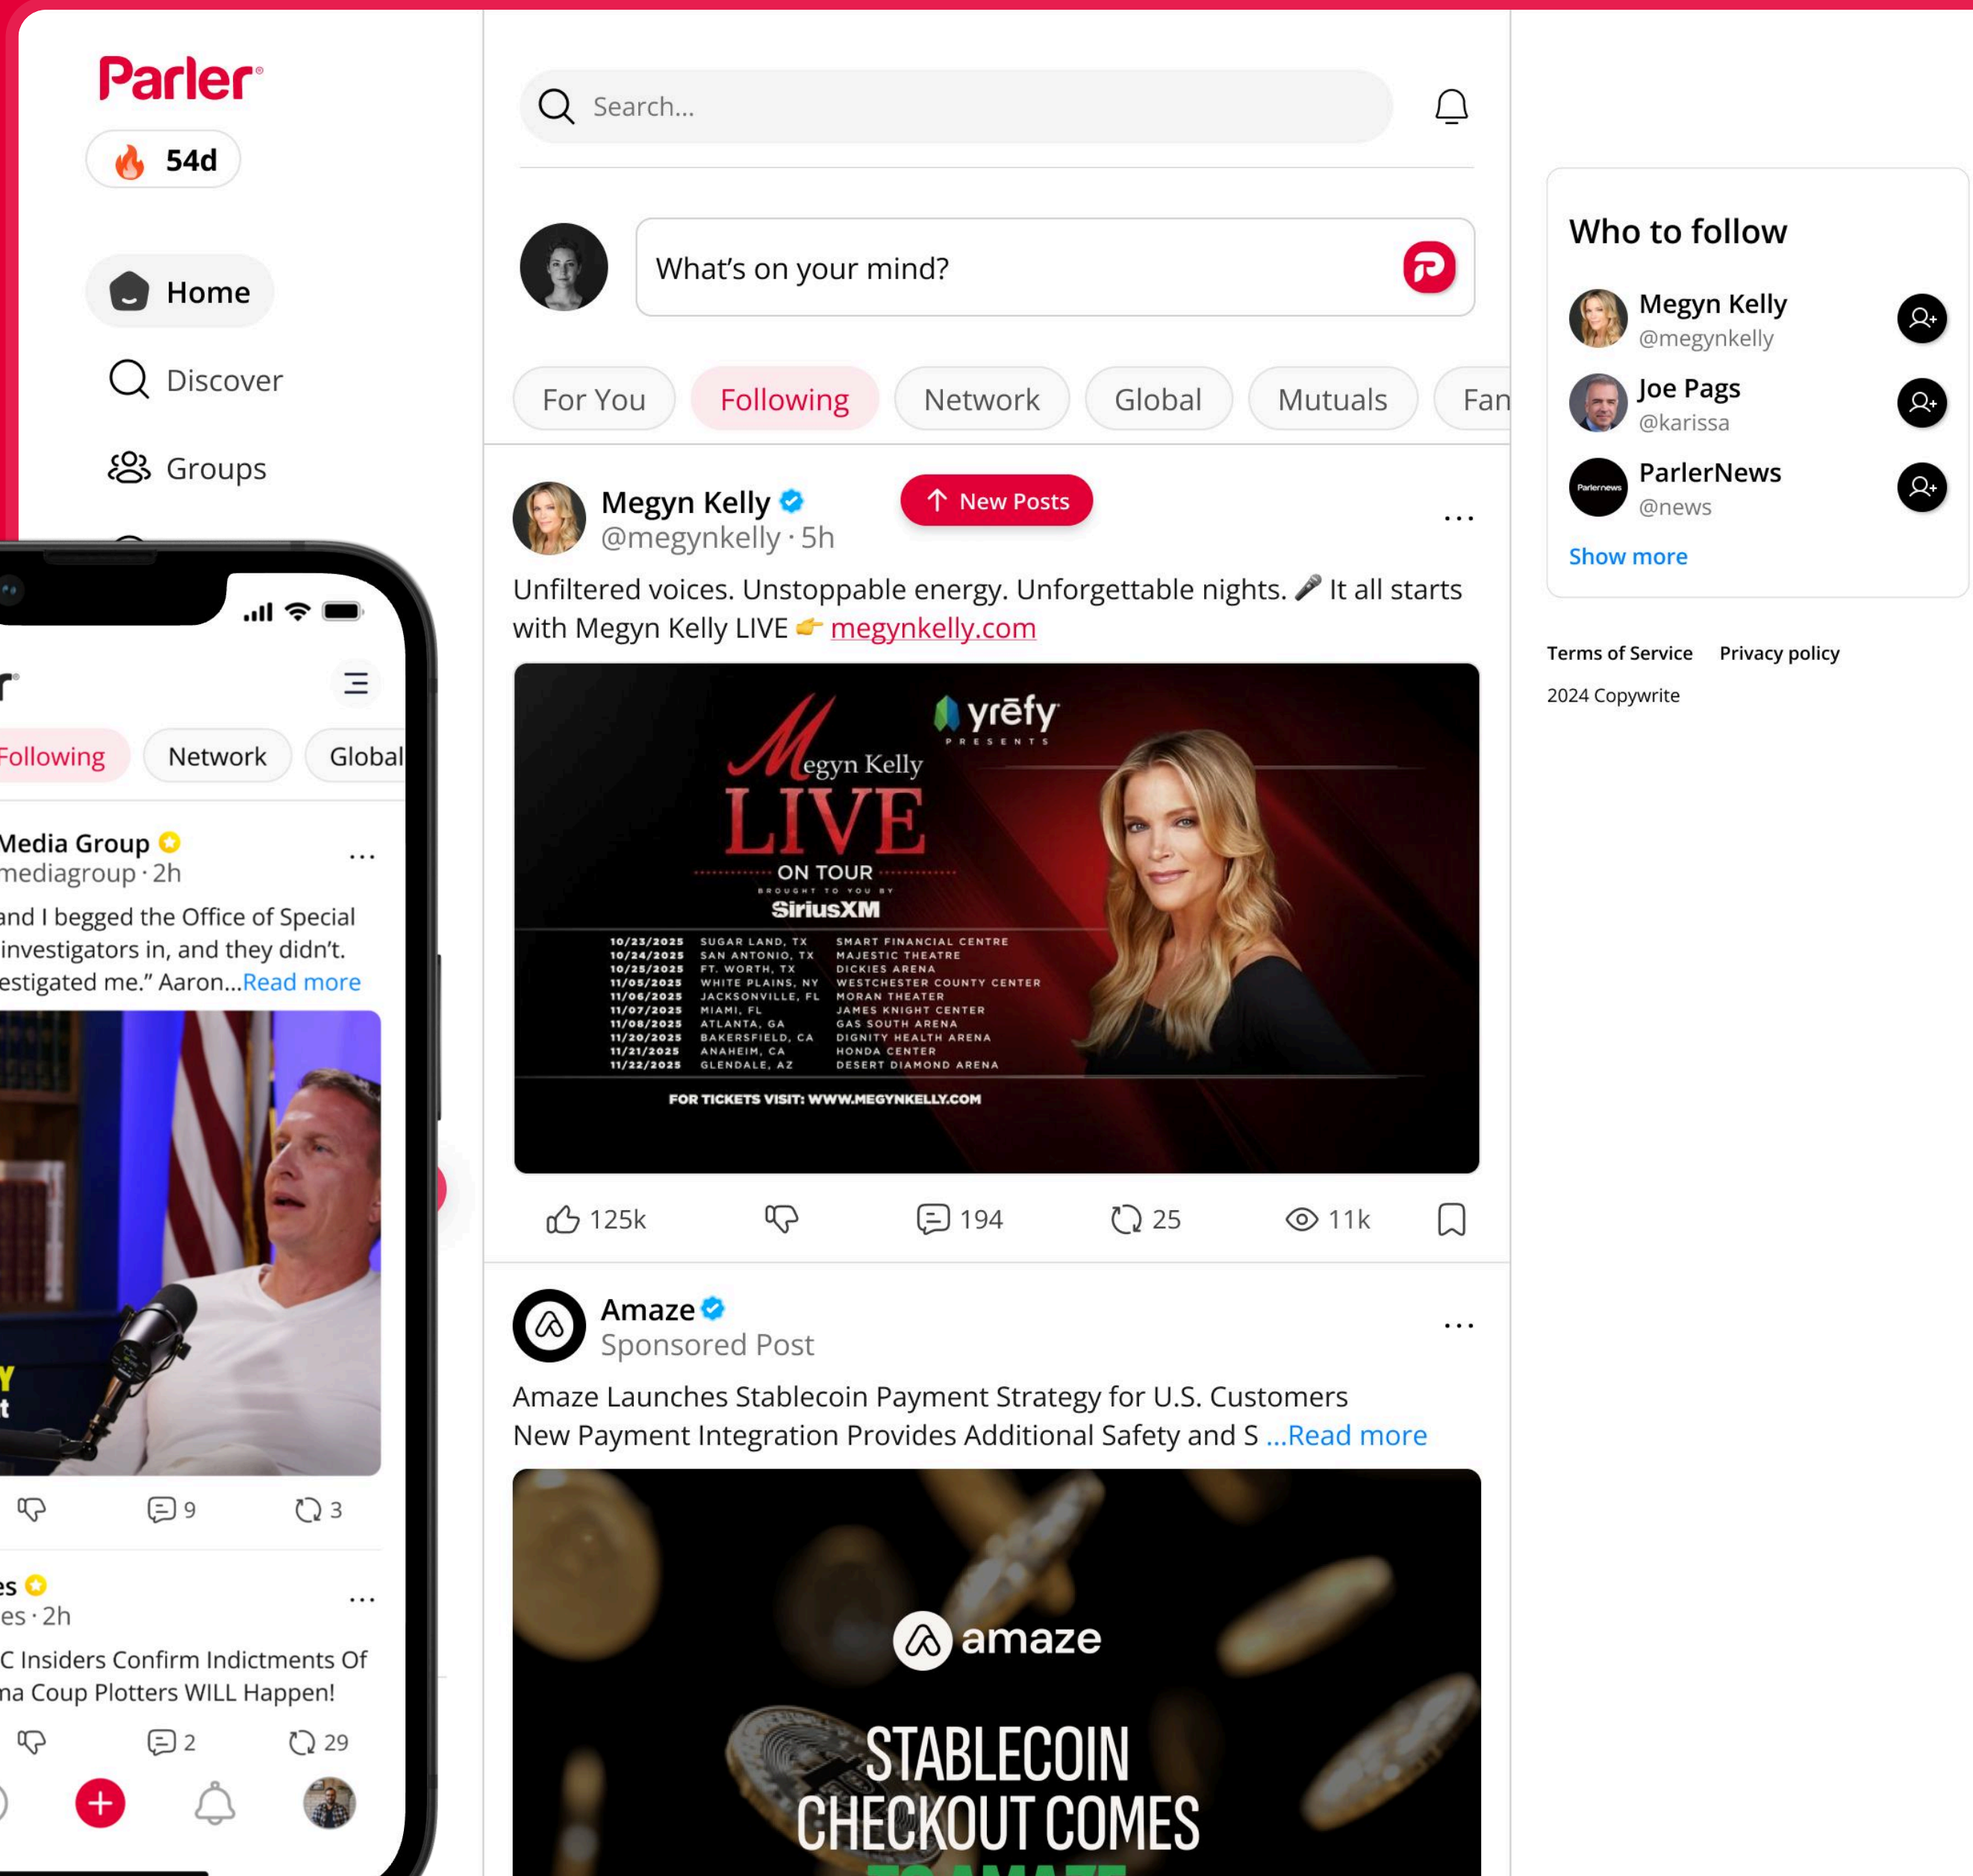 Parler
54d
Home
Discover
Groups
Search...
What's on your mind?
For You Following Network Global Mutuals Fan
New Posts
Megyn Kelly
@megynkelly · 5h
...
Unfiltered voices. Unstoppable energy. Unforgettable nights. 🎤 It all starts
with Megyn Kelly LIVE 👉 megynkelly.com
yrēfy
PRESENTS
Megyn Kelly
LIVE
ON TOUR
BROUGHT TO YOU BY
SiriusXM
10/23/2025 SUGAR LAND, TX SMART FINANCIAL CENTRE
10/24/2025 SAN ANTONIO, TX MAJESTIC THEATRE
10/25/2025 FT. WORTH, TX DICKIES ARENA
11/05/2025 WHITE PLAINS, NY WESTCHESTER COUNTY CENTER
11/06/2025 JACKSONVILLE, FL MORAN THEATER
11/07/2025 MIAMI, FL JAMES KNIGHT CENTER
11/08/2025 ATLANTA, GA GAS SOUTH ARENA
11/20/2025 BAKERSFIELD, CA DIGNITY HEALTH ARENA
11/21/2025 ANAHEIM, CA HONDA CENTER
11/22/2025 GLENDALE, AZ DESERT DIAMOND ARENA
FOR TICKETS VISIT: WWW.MEGYNKELLY.COM
125k 194 25 11k
Amaze
Sponsored Post
...
Amaze Launches Stablecoin Payment Strategy for U.S. Customers
New Payment Integration Provides Additional Safety and S ...Read more
amaze
STABLECOIN
CHECKOUT COMES
TO AMAZE
Who to follow
Megyn Kelly
@megynkelly
Joe Pags
@karissa
ParlerNews
@news
Parlernews
Show more
Terms of Service Privacy policy
2024 Copywrite
r
Following Network Global
Media Group
mediagroup · 2h
...
and I begged the Office of Special
investigators in, and they didn't.
estigated me.” Aaron...Read more
Y
t
9 3
es
es · 2h
...
C Insiders Confirm Indictments Of
ma Coup Plotters WILL Happen!
2 29